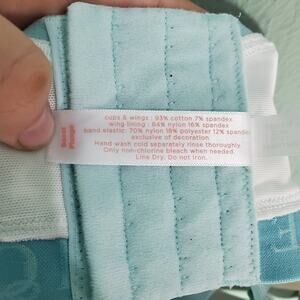 cups & wings : 93% cotton 7% spandex
wing lining : 84% nylon 16% spandex
band elastic: 70% nylon 18% polyester 12% spandex
exclusive of decoration
Hand wash cold separately rinse thoroughly.
Only non-chlorine bleach when needed.
Line Dry. Do not Iron.